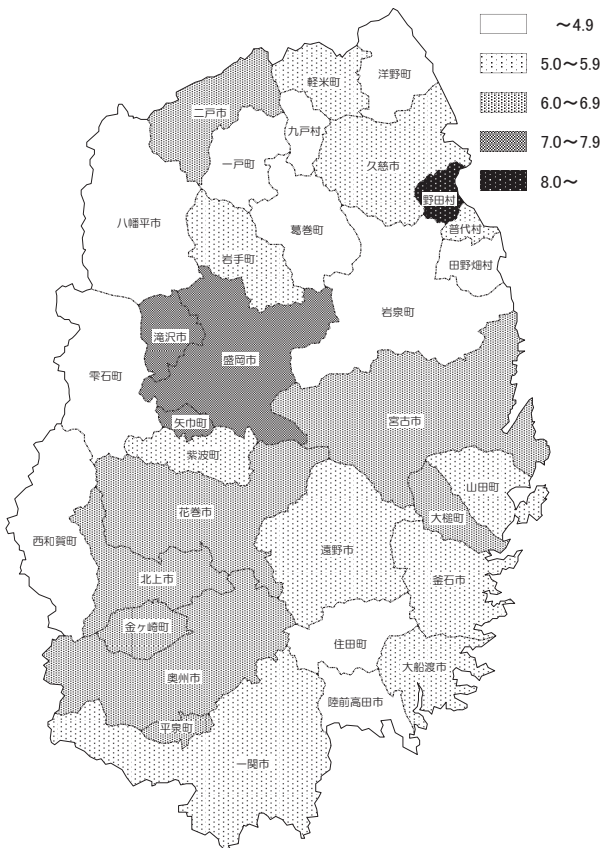 ～4.9
5.0～5.9
6.0～6.9
7.0～7.9
8.0～
洋野町
軽米町
二戸市
九戸村
一戸町
久慈市
野田村
八幡平市
葛巻町
普代村
岩手町
田野畑村
岩泉町
滝沢市
盛岡市
雫石町
矢巾町
宮古市
紫波町
山田町
花巻市
大槌町
西和賀町
遠野市
北上市
釜石市
金ヶ崎町
住田町
大船渡市
奥州市
陸前高田市
平泉町
一関市